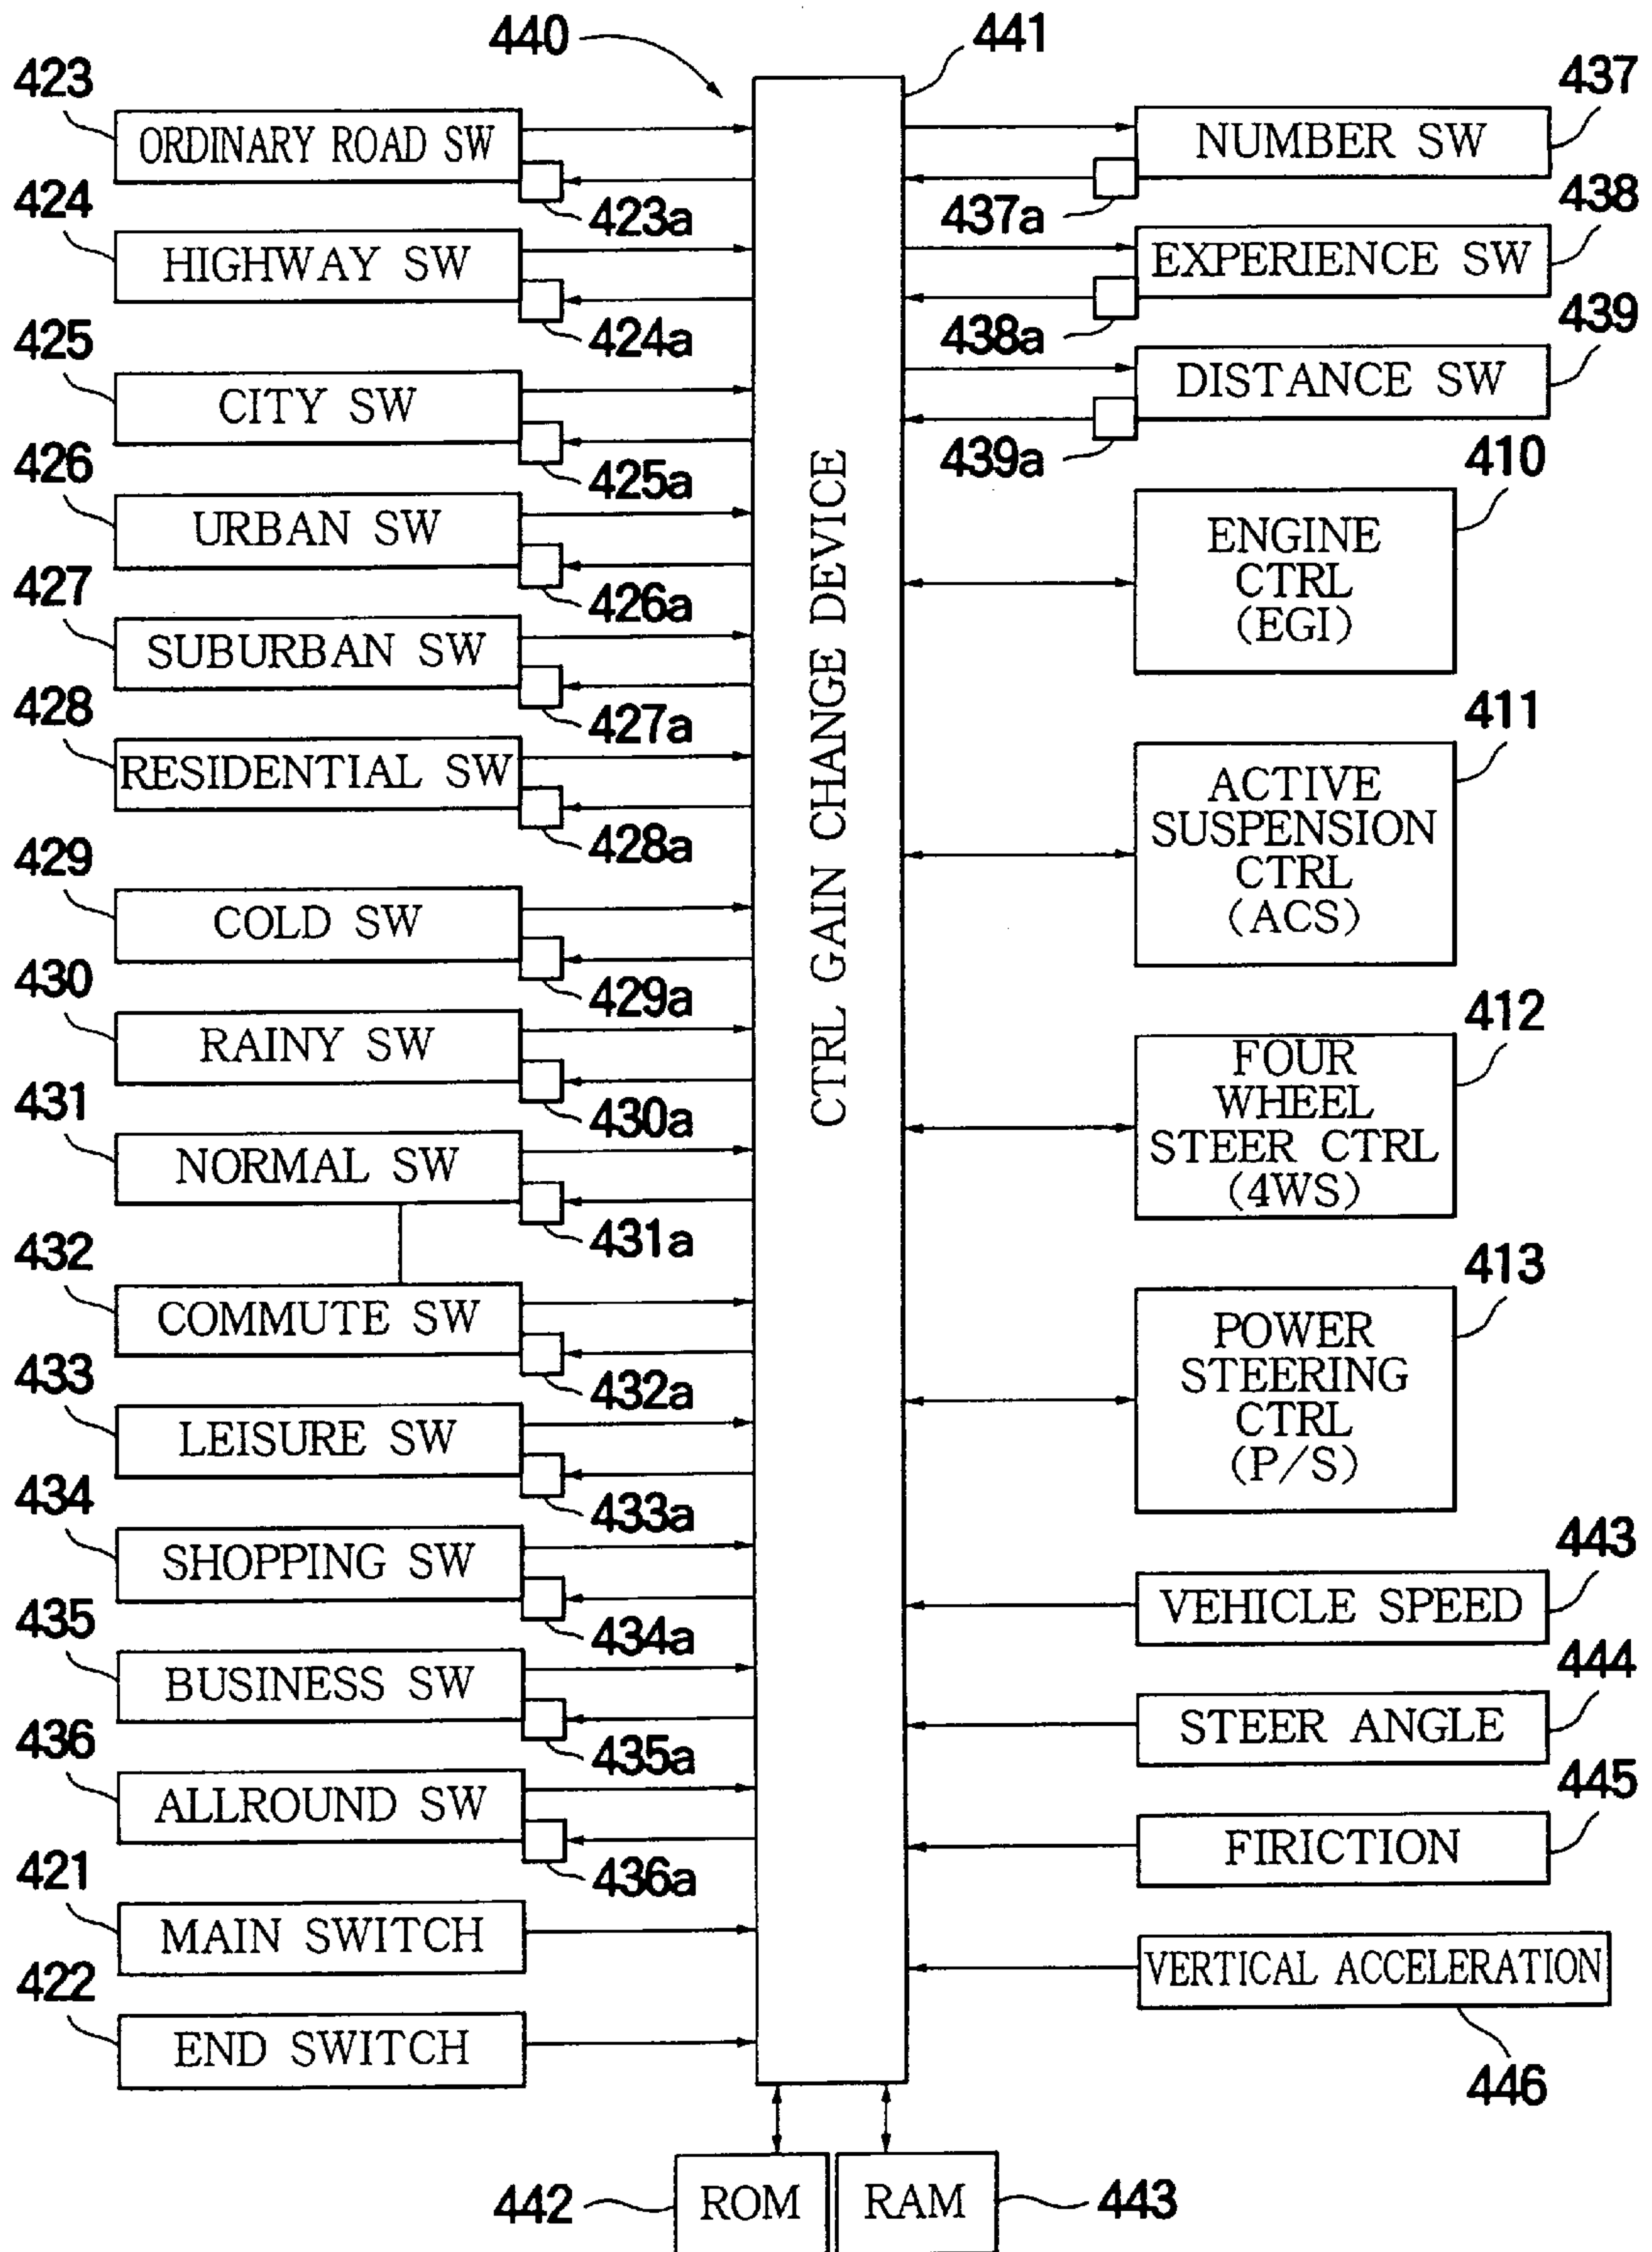 440
441
423
ORDINARY ROAD SW
423a
424
HIGHWAY SW
424a
425
CITY SW
425a
426
URBAN SW
426a
427
SUBURBAN SW
427a
428
RESIDENTIAL SW
428a
429
COLD SW
429a
430
RAINY SW
430a
431
NORMAL SW
431a
432
COMMUTE SW
432a
433
LEISURE SW
433a
434
SHOPPING SW
434a
435
BUSINESS SW
435a
436
ALLROUND SW
436a
421
MAIN SWITCH
422
END SWITCH
CTRL GAIN CHANGE DEVICE
437
NUMBER SW
437a
438
EXPERIENCE SW
438a
439
DISTANCE SW
439a
410
ENGINE
CTRL
(EGI)
411
ACTIVE
SUSPENSION
CTRL
(ACS)
412
FOUR
WHEEL
STEER CTRL
(4WS)
413
POWER
STEERING
CTRL
(P/S)
443
VEHICLE SPEED
444
STEER ANGLE
445
FIRICTION
VERTICAL ACCELERATION
446
442
ROM
RAM
443